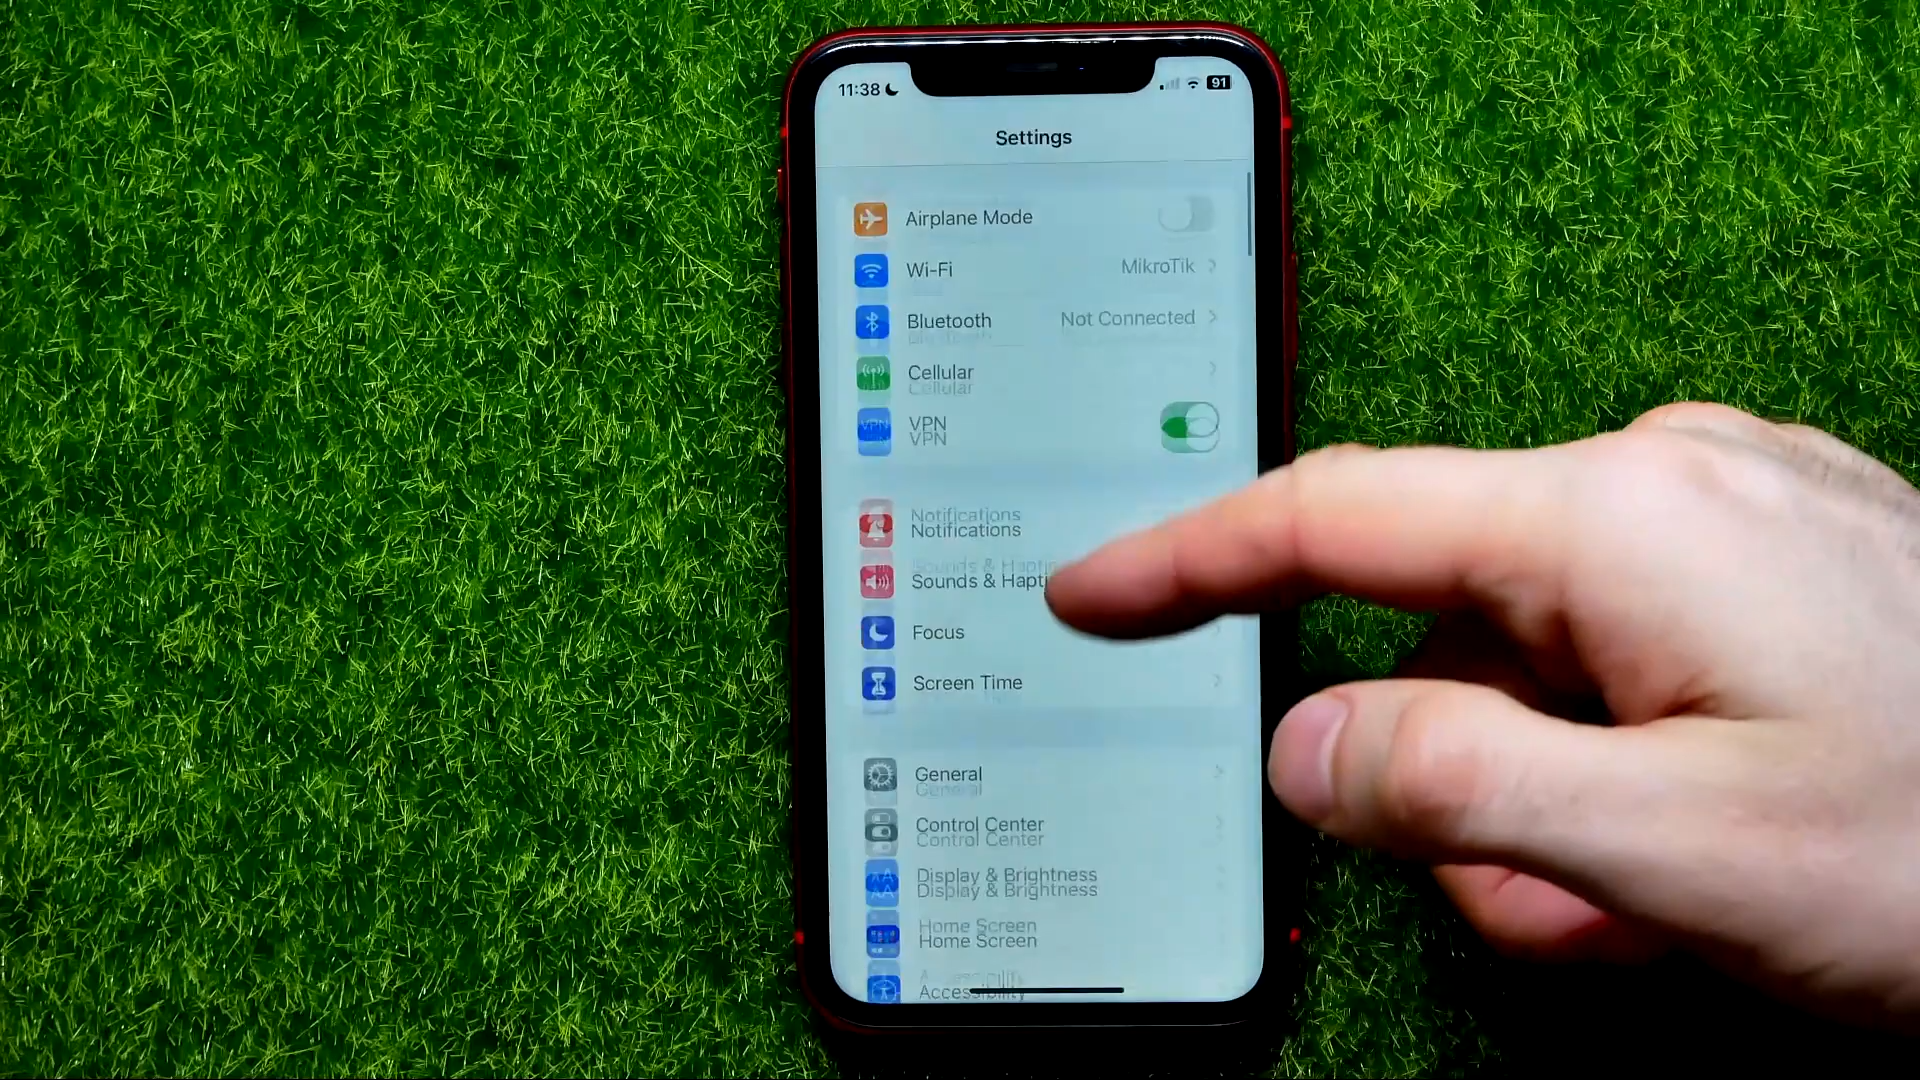 11:38
91
Settings
Airplane Mode
Wi-Fi MikroTik
Bluetooth Not Connected
Cellular
VPN
Notifications
Sounds & Hapti
Focus
Screen Time
General
Control Center
Display & Brightness
Home Screen
Accessibility